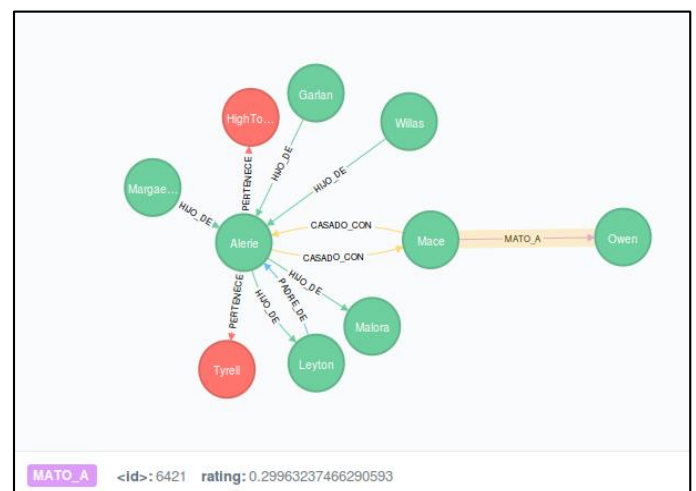 Garlan
HighTo...
Willas
HIJO_DE
HIJO_DE
PERTENECE
Margae...
HIJO_DE
CASADO_CON
Alerie
Mace
MATO_A
Owen
CASADO_CON
HIJO_DE
PADRE_DE
HIJO_DE
PERTENECE
Malora
Leyton
Tyrell
MATO_A <id>: 6421 rating: 0.29963237466290593